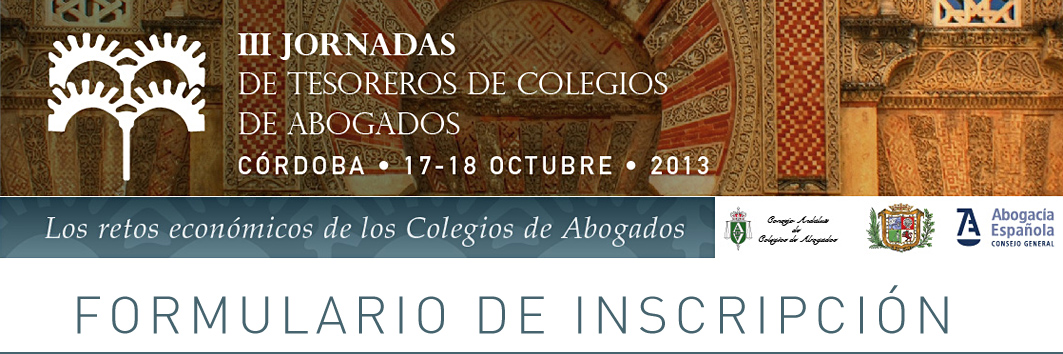 III JORNADAS
DE TESOREROS DE COLEGIOS
DE ABOGADOS
CÓRDOBA • 17-18 OCTUBRE • 2013
Los retos económicos de los Colegios de Abogados
Consejo Andaluz
de
Colegios de Abogados
Abogacía
Española
CONSEJO GENERAL
FORMULARIO DE INSCRIPCIÓN